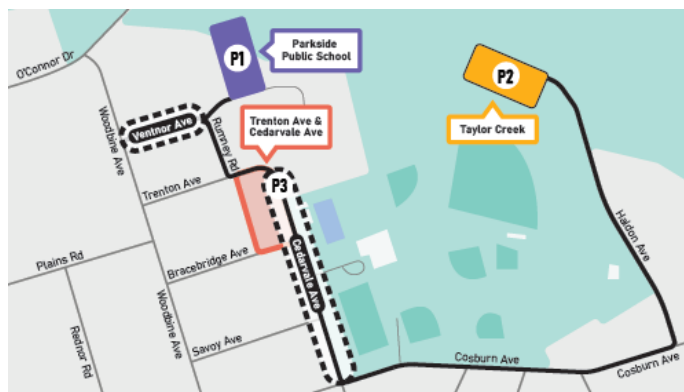 O'Connor Dr
Woodbine Ave
P1
Parkside
Public School
P2
Taylor Creek
Ventnor Ave
Rumney Rd
Trenton Ave &
Cedarvale Ave
P3
Trenton Ave
Plains Rd
Bracebridge Ave
Cedarvale Ave
Haldon Ave
Rednor Rd
Woodbine Ave
Savoy Ave
Cosburn Ave
Cosburn Ave